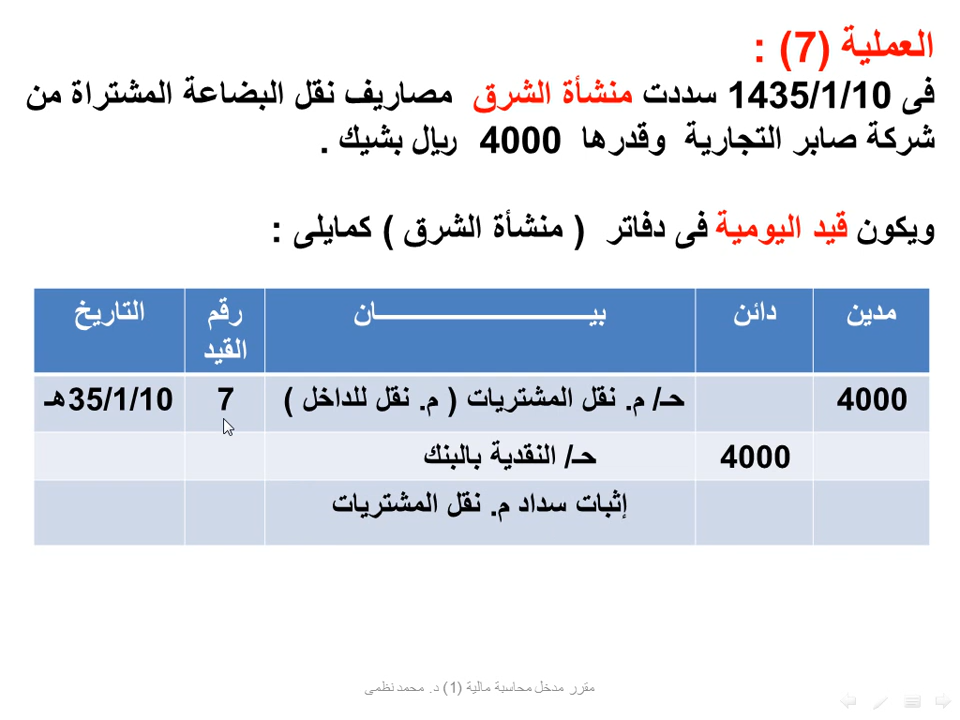 العملية (7) :
فى 1435/1/10 سددت منشأة الشرق مصاريف نقل البضاعة المشتراة من
شركة صابر التجارية وقدرها 4000 ريال بشيك .
ويكون قيد اليومية فى دفاتر ( منشأة الشرق ) كمايلى :
مدين دائن بيـــــــــــــــــــــــــــــان رقم القيد التاريخ
4000 حـ/ م. نقل المشتريات ( م. نقل للداخل ) 7 35/1/10هـ
4000 حـ/ النقدية بالبنك
إثبات سداد م. نقل المشتريات
مقرر مدخل محاسبة مالية (1) د. محمد نظمى